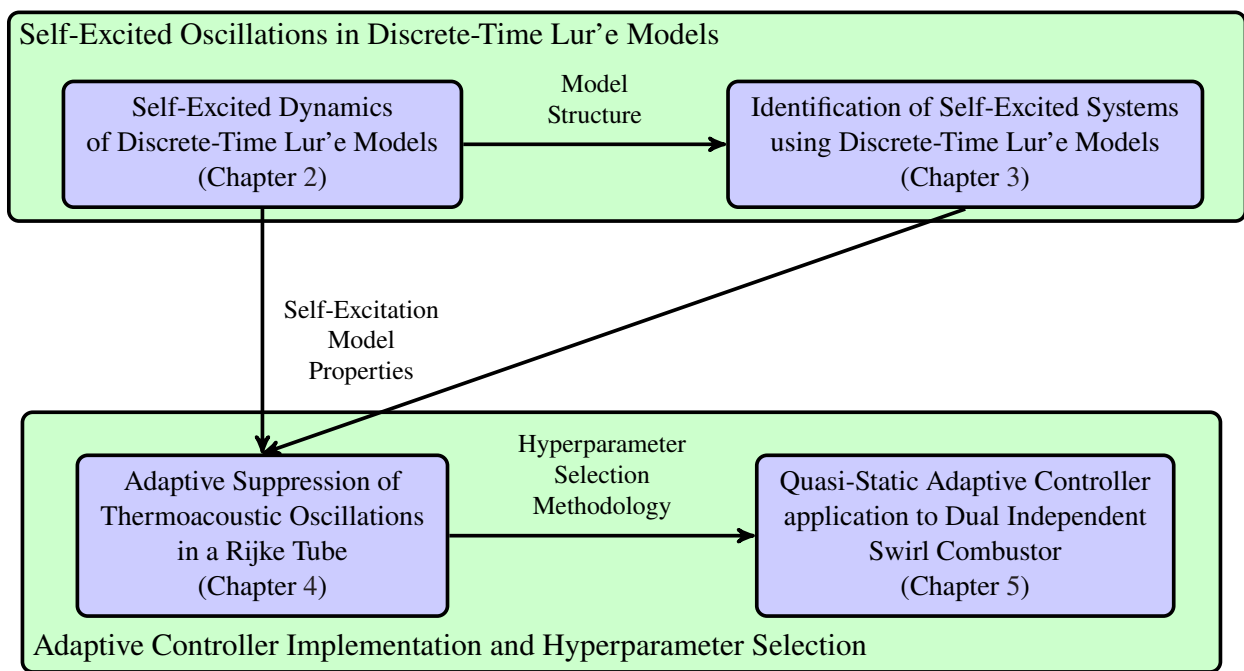 Self-Excited Oscillations in Discrete-Time Lur'e Models
Self-Excited Dynamics
of Discrete-Time Lur'e Models
(Chapter 2)
Model
Structure
Identification of Self-Excited Systems
using Discrete-Time Lur'e Models
(Chapter 3)
Self-Excitation
Model
Properties
Adaptive Suppression of
Thermoacoustic Oscillations
in a Rijke Tube
(Chapter 4)
Hyperparameter
Selection
Methodology
Quasi-Static Adaptive Controller
application to Dual Independent
Swirl Combustor
(Chapter 5)
Adaptive Controller Implementation and Hyperparameter Selection